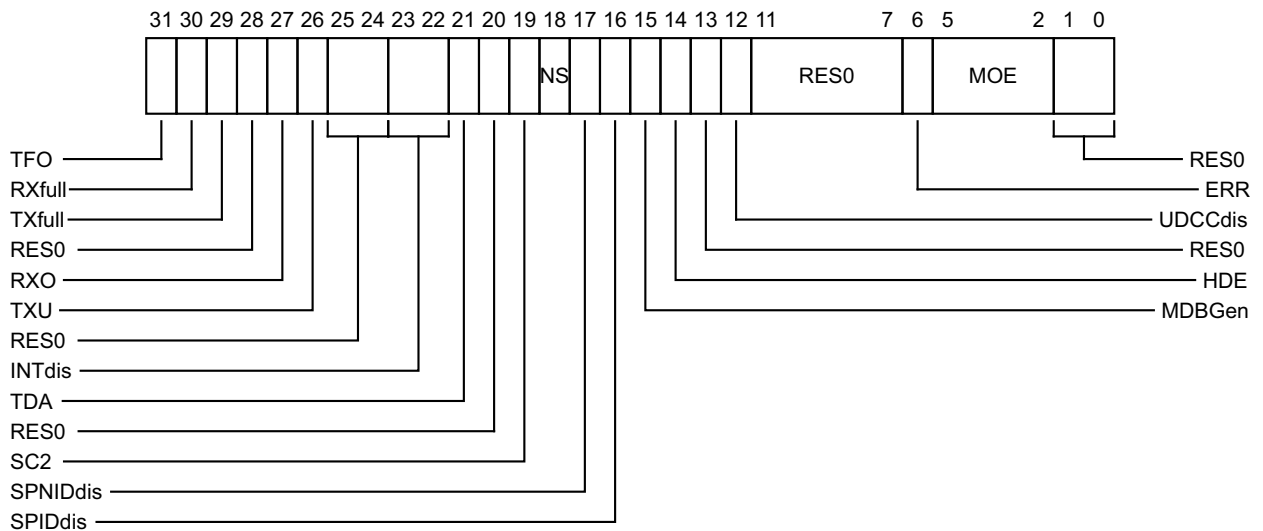 31 30 29 28 27 26 25 24 23 22 21 20 19 18 17 16 15 14 13 12 11 7 6 5 2 1 0
NS RES0 MOE
TFO RES0
RXfull ERR
TXfull UDCCdis
RES0 RES0
RXO HDE
TXU MDBGen
RES0
INTdis
TDA
RES0
SC2
SPNIDdis
SPIDdis